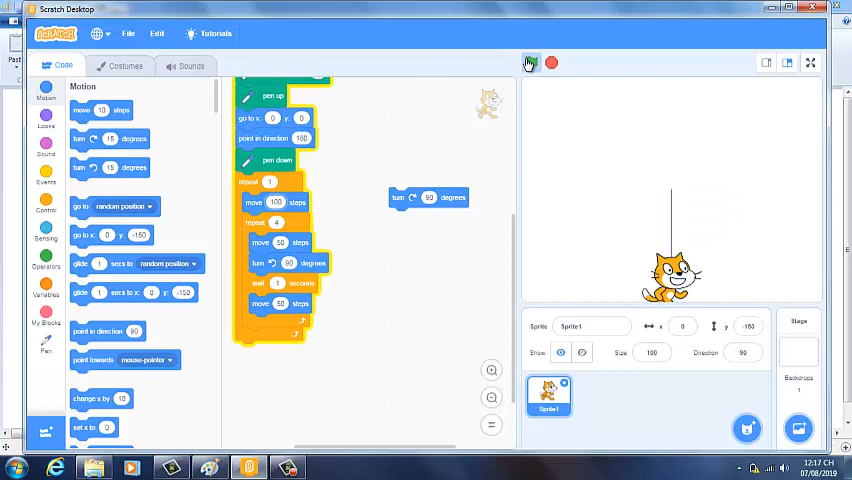 Scratch Desktop
SCRATCH File Edit Tutorials
Past
Code Costumes Sounds
Motion
Motion
Looks
Sound
Events
Control
Sensing
Operators
Variables
My Blocks
Pen
move 10 steps
turn 15 degrees
turn 15 degrees
go to random position
go to x: 0 y: -150
glide 1 secs to random position
glide 1 secs to x: 0 y: -150
point in direction 90
point towards mouse-pointer
change x by 10
set x to 0
pen up
go to x: 0 y: 0
point in direction 180
pen down
repeat 1
move 100 steps
repeat 4
move 50 steps
turn 90 degrees
wait 1 seconds
move 50 steps
turn 90 degrees
Sprite Sprite1 x 0 y -150
Show Size 100 Direction 90
Sprite1
Stage
Backdrops
1
12:17 CH
07/08/2019